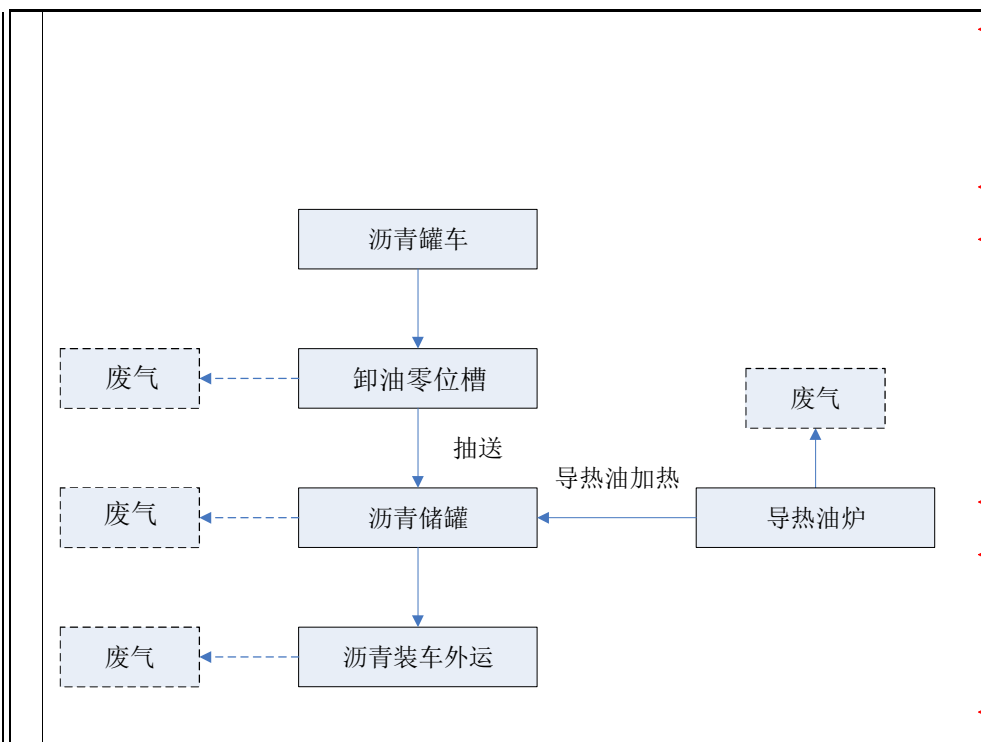 沥青罐车
废气
卸油零位槽
废气
抽送
导热油加热
废气
沥青储罐
导热油炉
废气
沥青装车外运